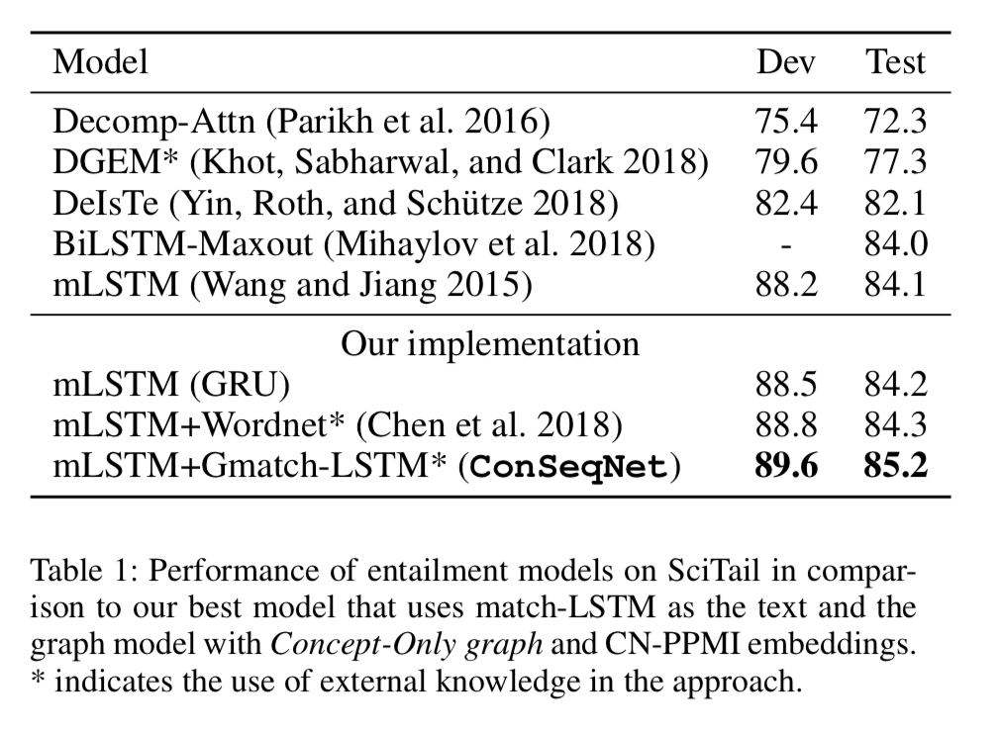 Model Dev Test
Decomp-Attn (Parikh et al. 2016) 75.4 72.3
DGEM* (Khot, Sabharwal, and Clark 2018) 79.6 77.3
DeIsTe (Yin, Roth, and Schütze 2018) 82.4 82.1
BiLSTM-Maxout (Mihaylov et al. 2018) - 84.0
mLSTM (Wang and Jiang 2015) 88.2 84.1
Our implementation
mLSTM (GRU) 88.5 84.2
mLSTM+Wordnet* (Chen et al. 2018) 88.8 84.3
mLSTM+Gmatch-LSTM* (ConSeqNet) 89.6 85.2
Table 1: Performance of entailment models on SciTail in compar-
ison to our best model that uses match-LSTM as the text and the
graph model with Concept-Only graph and CN-PPMI embeddings.
* indicates the use of external knowledge in the approach.